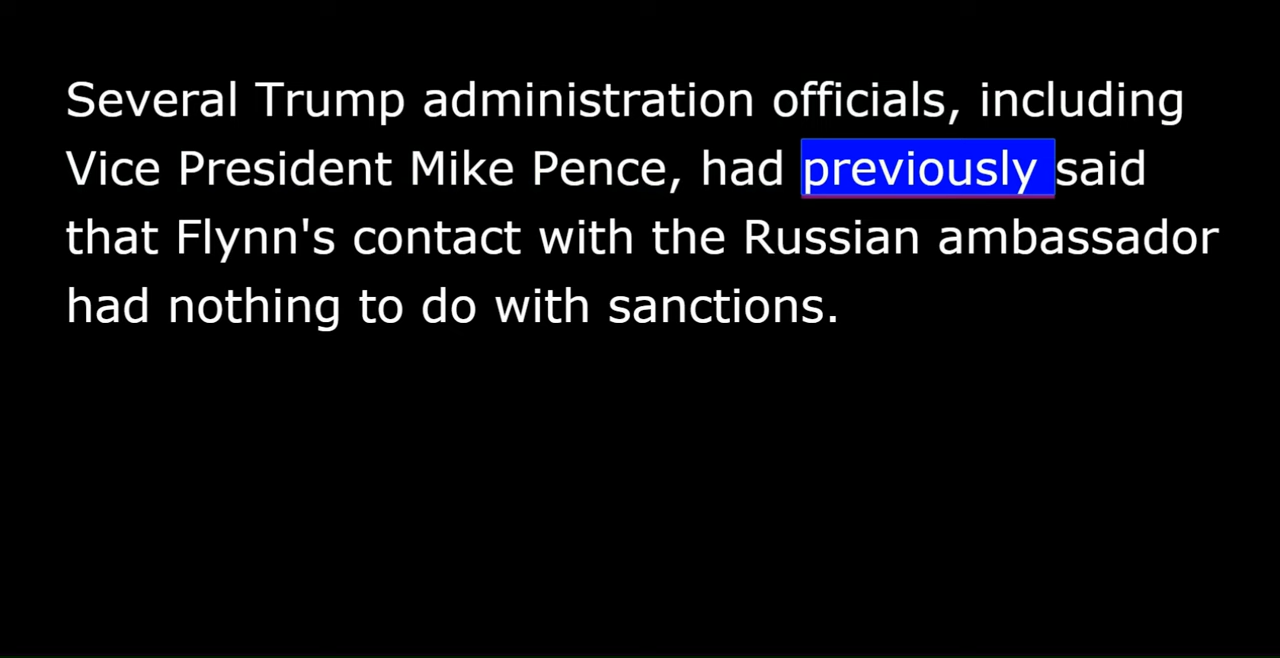 Several Trump administration officials, including
Vice President Mike Pence, had previously said
that Flynn's contact with the Russian ambassador
had nothing to do with sanctions.